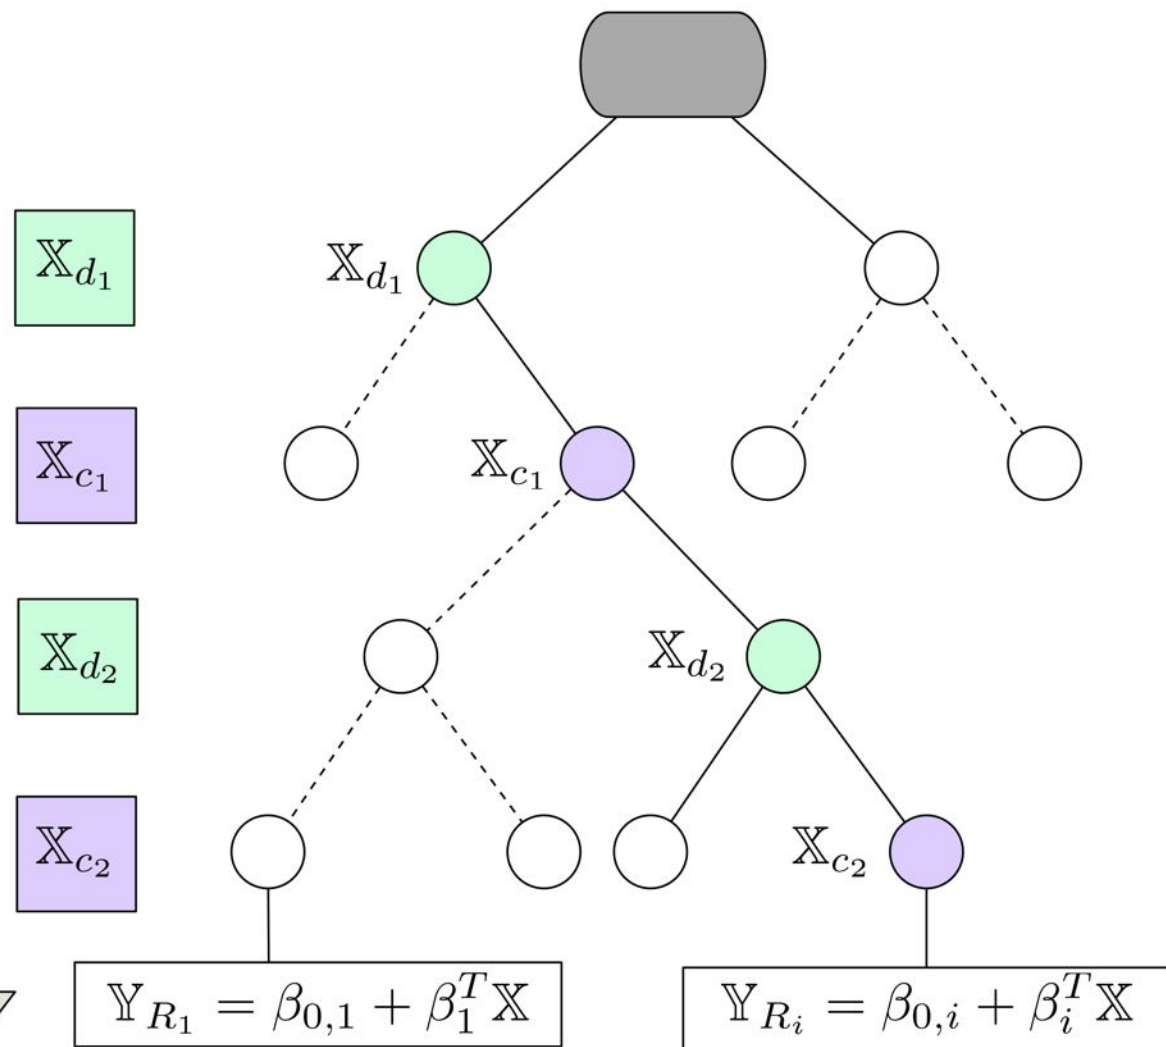 𝕏_{d_1}
𝕏_{d_1}
𝕏_{c_1}
𝕏_{c_1}
𝕏_{d_2}
𝕏_{d_2}
𝕏_{c_2}
𝕏_{c_2}
𝕐_{R_1} = β_{0,1} + β_1^T 𝕏
𝕐_{R_i} = β_{0,i} + β_i^T 𝕏